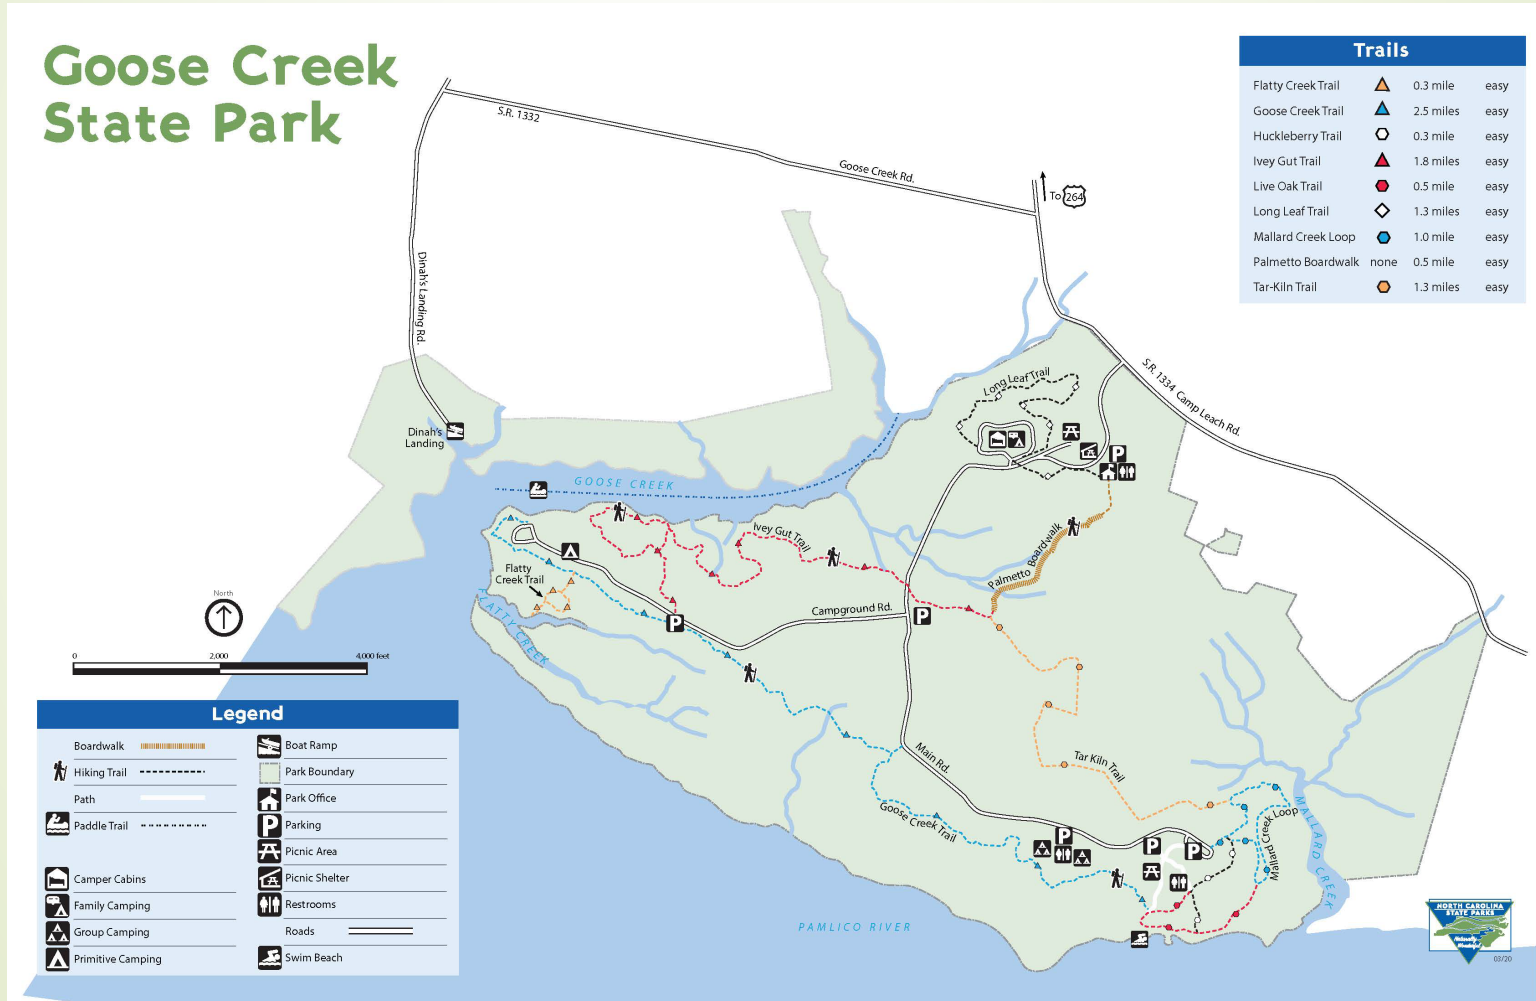 Goose Creek
State Park
Trails
Flatty Creek Trail 0.3 mile easy
Goose Creek Trail 2.5 miles easy
Huckleberry Trail 0.3 mile easy
Ivey Gut Trail 1.8 miles easy
Live Oak Trail 0.5 mile easy
Long Leaf Trail 1.3 miles easy
Mallard Creek Loop 1.0 mile easy
Palmetto Boardwalk none 0.5 mile easy
Tar-Kiln Trail 1.3 miles easy
S.R. 1332
Goose Creek Rd.
To 264
Dinah's Landing Rd.
S.R. 1334 Camp Leach Rd.
Long Leaf Trail
Dinah's
Landing
P
GOOSE CREEK
Ivey Gut Trail
Palmetto Boardwalk
Flatty
Creek Trail
FLATTY CREEK
Campground Rd.
P
P
North
0 2,000 4,000 feet
Main Rd.
Tar Kiln Trail
Goose Creek Trail
Mallard Creek Loop
MALLARD CREEK
P
P
P
PAMLICO RIVER
Legend
Boardwalk
Hiking Trail
Path
Paddle Trail
Camper Cabins
Family Camping
Group Camping
Primitive Camping
Boat Ramp
Park Boundary
Park Office
P Parking
Picnic Area
Picnic Shelter
Restrooms
Roads
Swim Beach
NORTH CAROLINA
STATE PARKS
Naturally
Wonderful
03/20